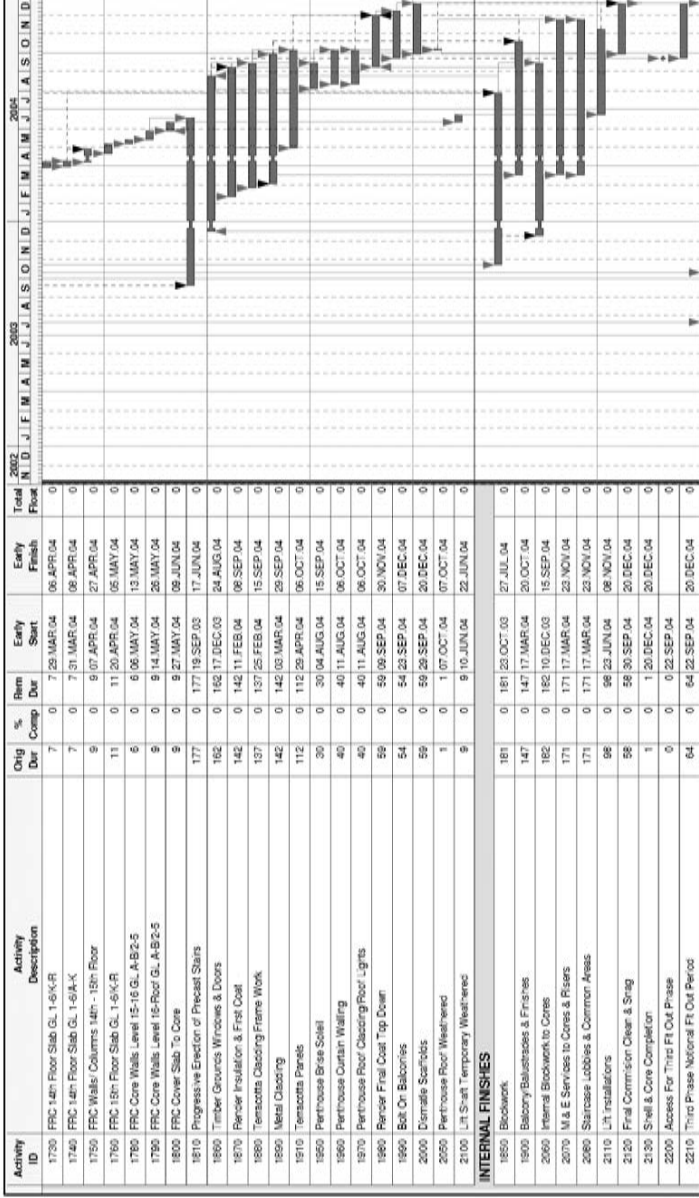 Activity ID Activity Description Orig Dur % Comp Rem Dur Early Start Early Finish Total Float
2002 2003 2004
N D J F M A M J J A S O N D J F M A M J J A S O N D
1730 FRC 14th Floor Slab GL 1-6/K-R 7 0 7 29.MAR.04 06.APR.04 0
1740 FRC 14th Floor Slab GL 1-6/A-K 7 0 7 31.MAR.04 08.APR.04 0
1750 FRC Walls/ Columns 14th - 15th Floor 9 0 9 07.APR.04 27.APR.04 0
1760 FRC 15th Floor Slab GL 1-6/K-R 11 0 11 20.APR.04 05.MAY.04 0
1780 FRC Core Walls Level 15-16 GL A-B/2-5 6 0 6 06.MAY.04 13.MAY.04 0
1790 FRC Core Walls Level 16-Roof GL A-B/2-5 9 0 9 14.MAY.04 26.MAY.04 0
1800 FRC Cover Slab To Core 9 0 9 27.MAY.04 09.JUN.04 0
1810 Progressive Erection of Precast Stairs 177 0 177 19.SEP.03 17.JUN.04 0
1860 Timber Grounds Windows & Doors 162 0 162 17.DEC.03 24.AUG.04 0
1870 Render Insulation & First Coat 142 0 142 11.FEB.04 08.SEP.04 0
1880 Terracotta Cladding Frame Work 137 0 137 25.FEB.04 15.SEP.04 0
1890 Metal Cladding 142 0 142 03.MAR.04 29.SEP.04 0
1910 Terracotta Panels 112 0 112 29.APR.04 06.OCT.04 0
1950 Penthouse Brise Soleil 30 0 30 04.AUG.04 15.SEP.04 0
1960 Penthouse Curtain Walling 40 0 40 11.AUG.04 06.OCT.04 0
1970 Penthouse Roof Cladding/Roof Lights 40 0 40 11.AUG.04 06.OCT.04 0
1980 Render Final Coat Top Down 59 0 59 09.SEP.04 30.NOV.04 0
1990 Bolt On Balconies 54 0 54 23.SEP.04 07.DEC.04 0
2000 Dismatle Scaffolds 59 0 59 29.SEP.04 20.DEC.04 0
2050 Penthouse Roof Weathered 1 0 1 07.OCT.04 07.OCT.04 0
2100 Lift Shaft Temporary Weathered 9 0 9 10.JUN.04 22.JUN.04 0
INTERNAL FINISHES
1850 Blockwork 181 0 181 23.OCT.03 27.JUL.04 0
1900 Balcony/Balustrades & Finishes 147 0 147 17.MAR.04 20.OCT.04 0
2060 Internal Blockwork to Cores 182 0 182 10.DEC.03 15.SEP.04 0
2070 M & E Services to Cores & Risers 171 0 171 17.MAR.04 23.NOV.04 0
2080 Staircase Lobbies & Common Areas 171 0 171 17.MAR.04 23.NOV.04 0
2110 Lift Installations 98 0 98 23.JUN.04 08.NOV.04 0
2120 Final Commision Clean & Snag 58 0 58 30.SEP.04 20.DEC.04 0
2130 Shell & Core Completion 1 0 1 20.DEC.04 20.DEC.04 0
2200 Access For Third Fit Out Phase 0 0 0 22.SEP.04 0
2210 Third Phase Notional Fit Out Period 64 0 64 22.SEP.04 20.DEC.04 0